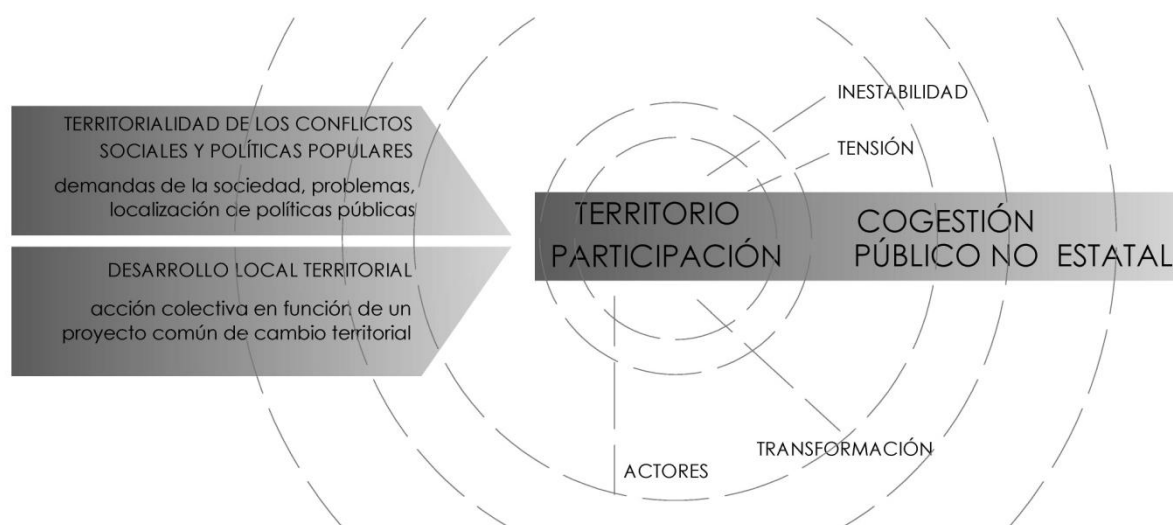 TERRITORIALIDAD DE LOS CONFLICTOS
SOCIALES Y POLÍTICAS POPULARES
demandas de la sociedad, problemas,
localización de políticas públicas
DESARROLLO LOCAL TERRITORIAL
acción colectiva en función de un
proyecto común de cambio territorial
INESTABILIDAD
TENSIÓN
TERRITORIO
PARTICIPACIÓN
COGESTIÓN
PÚBLICO NO ESTATAL
TRANSFORMACIÓN
ACTORES